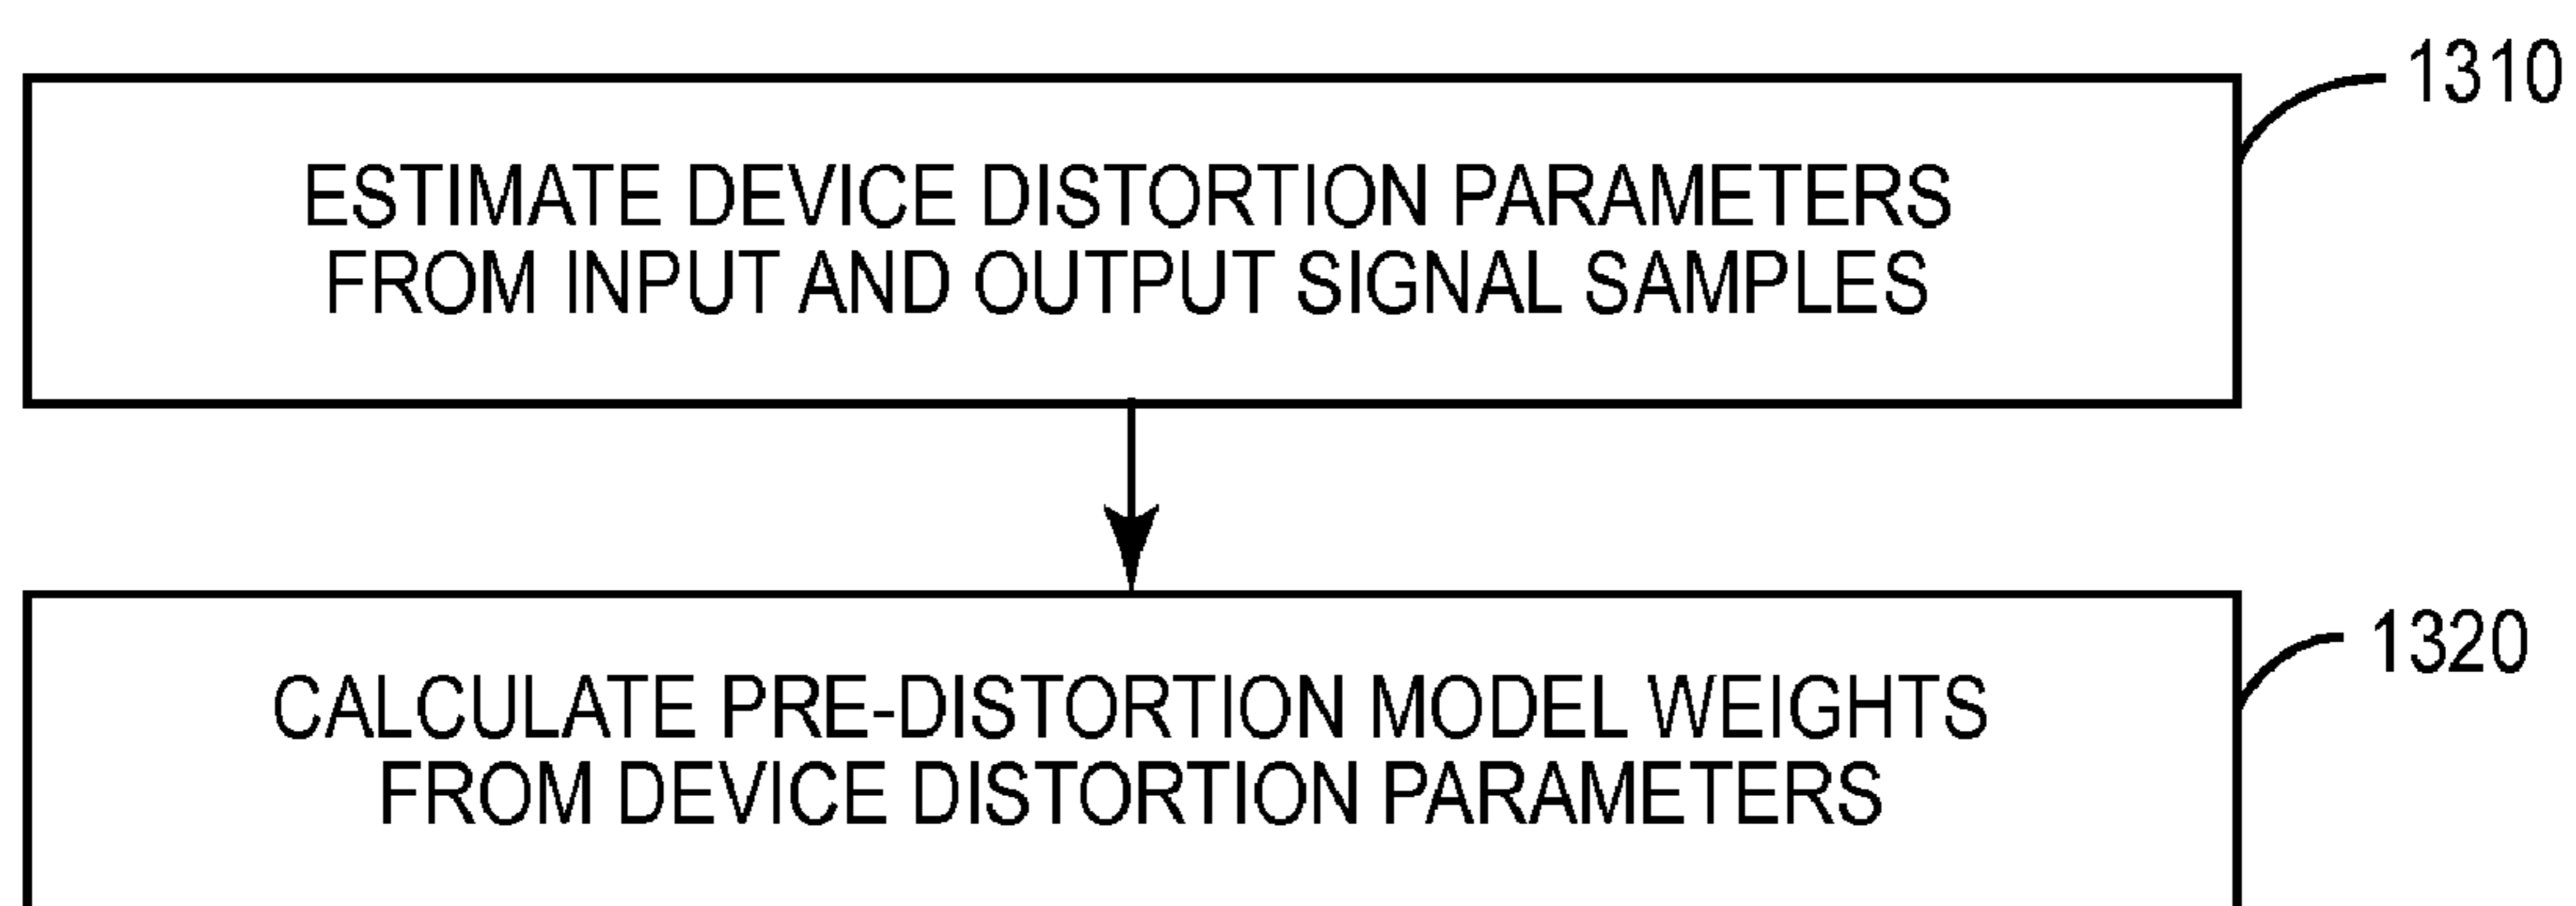 1310
ESTIMATE DEVICE DISTORTION PARAMETERS
FROM INPUT AND OUTPUT SIGNAL SAMPLES
1320
CALCULATE PRE-DISTORTION MODEL WEIGHTS
FROM DEVICE DISTORTION PARAMETERS